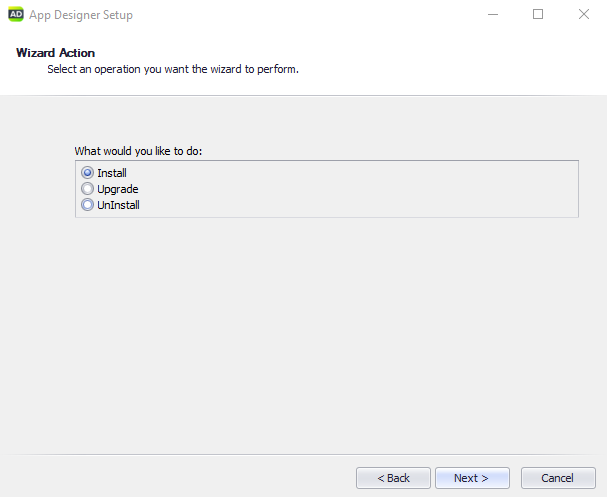 AD App Designer Setup
Wizard Action
Select an operation you want the wizard to perform.
What would you like to do:
Install
Upgrade
UnInstall
< Back Next > Cancel